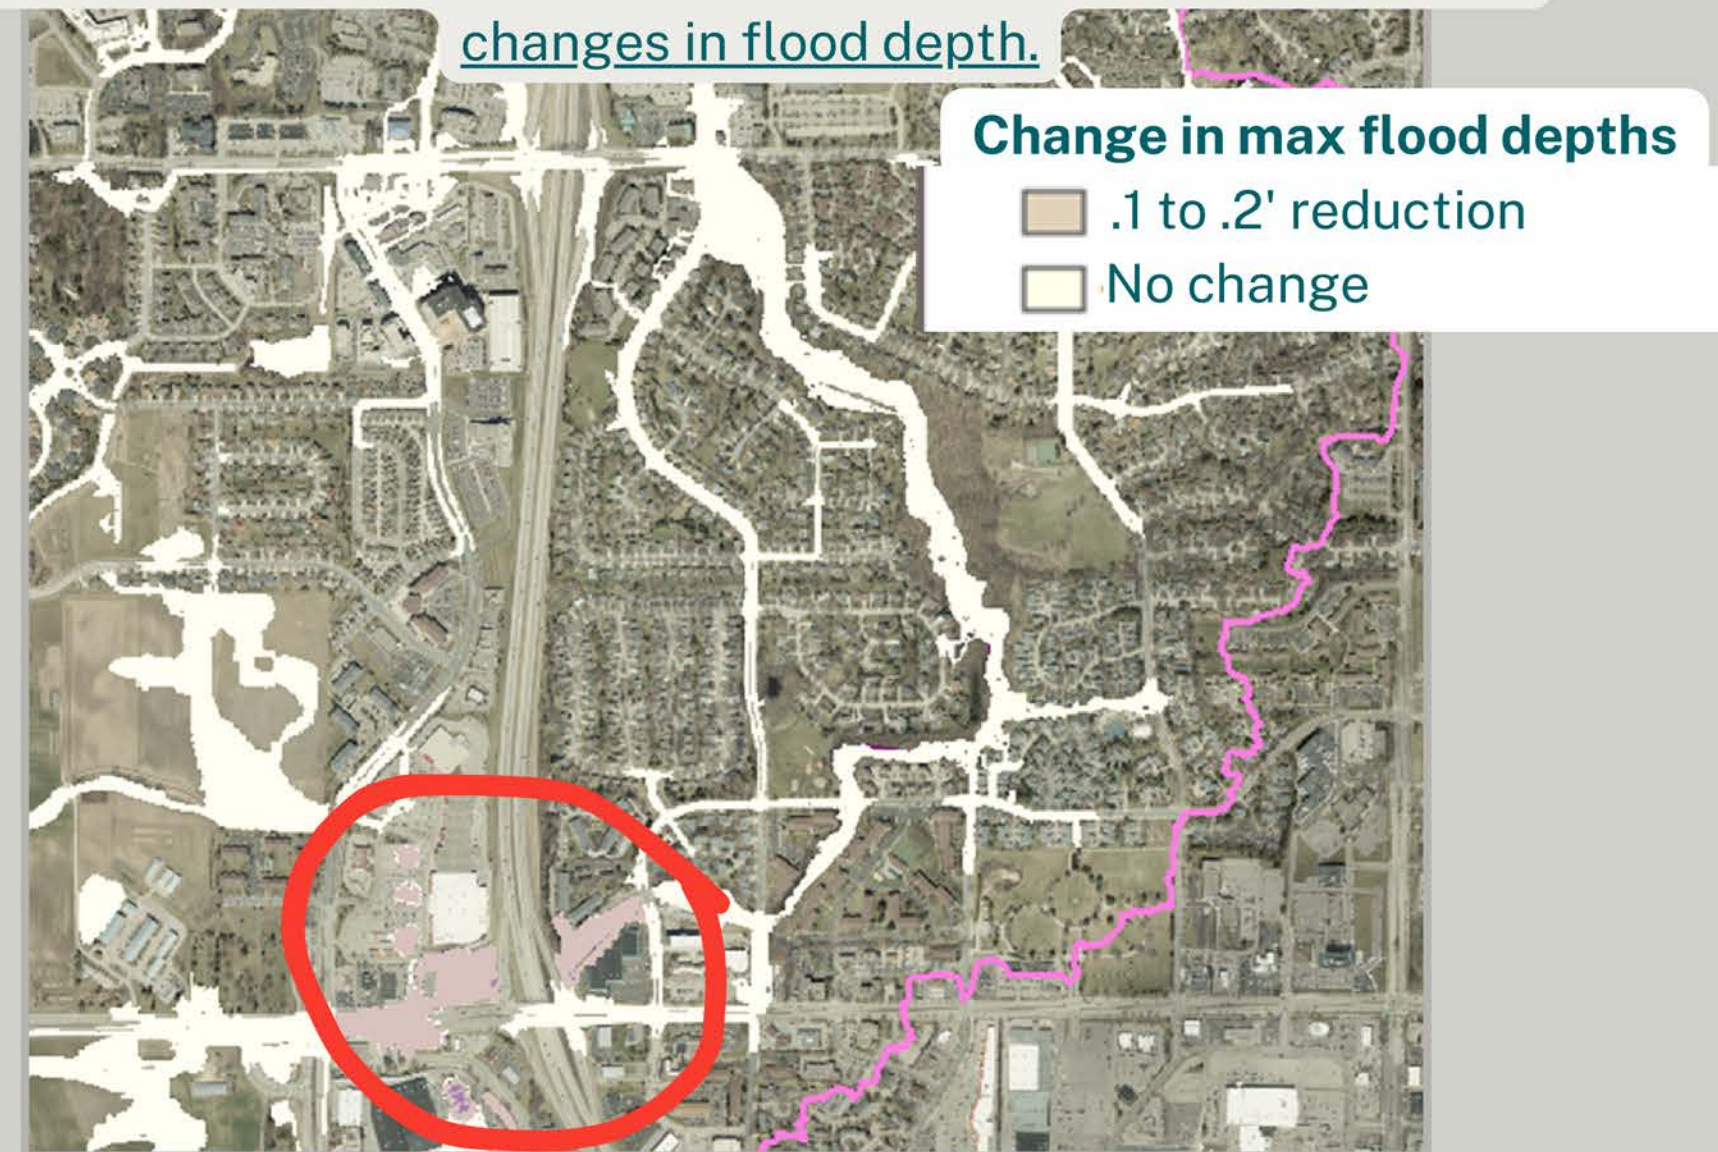 changes in flood depth.
Change in max flood depths
.1 to .2' reduction
No change